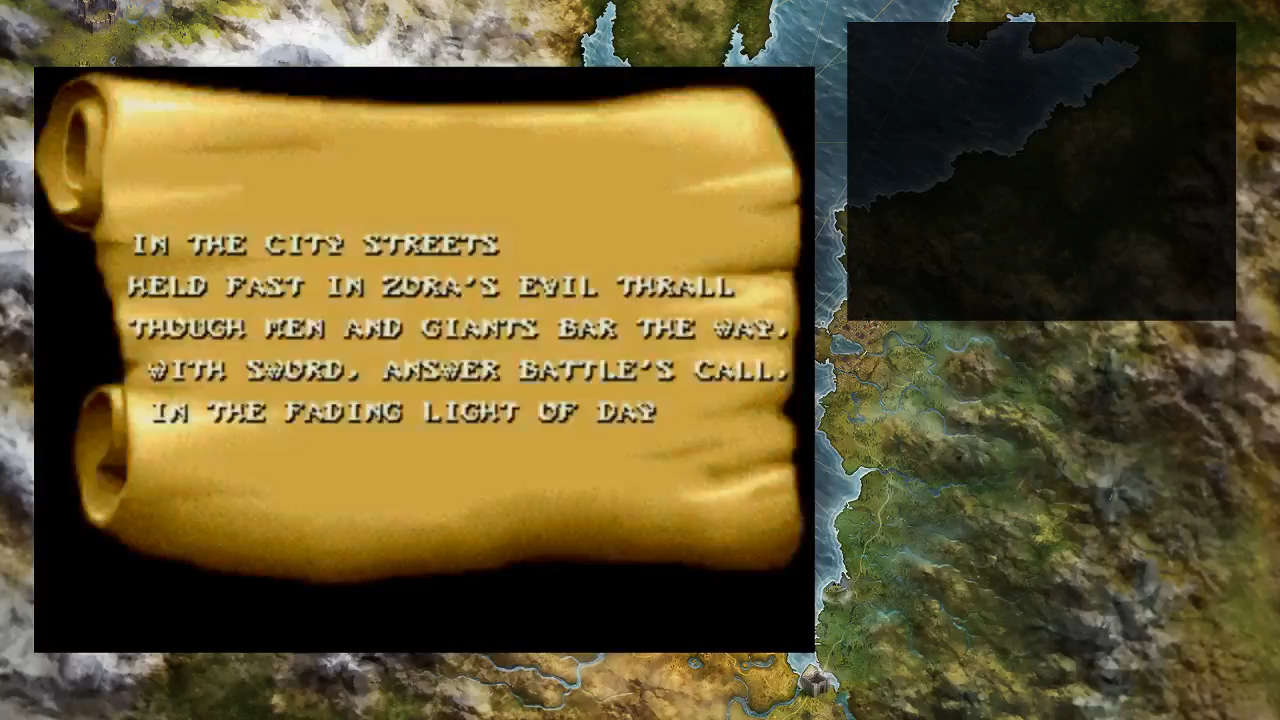 IN THE CITY STREETS
HELD FAST IN ZORA'S EVIL THRALL
THOUGH MEN AND GIANTS BAR THE WAY,
WITH SWORD, ANSWER BATTLE'S CALL,
IN THE FADING LIGHT OF DAY